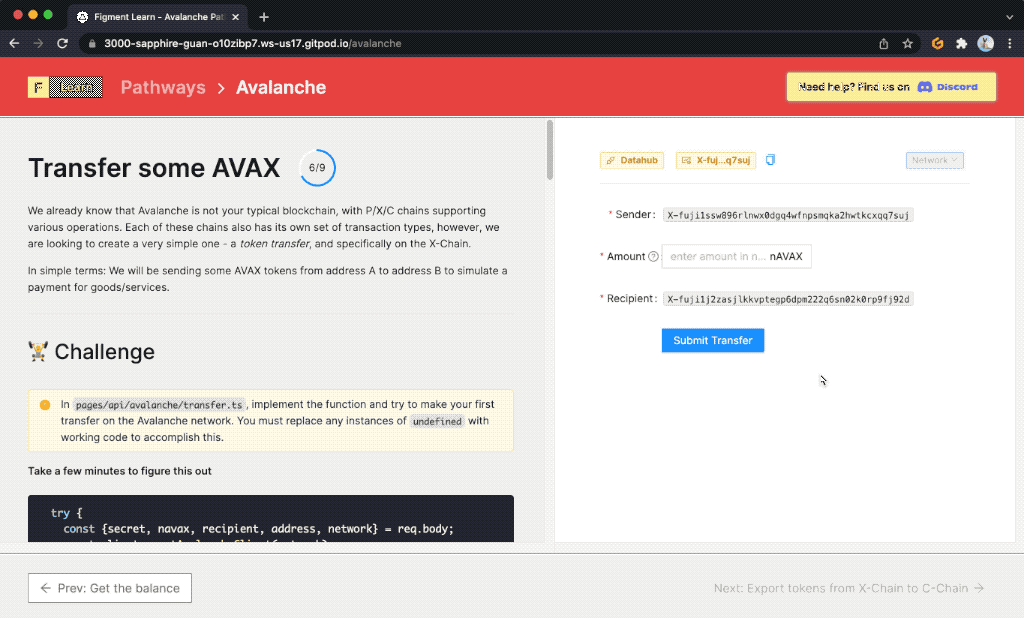 Figment Learn - Avalanche Pat
3000-sapphire-guan-o10zibp7.ws-us17.gitpod.io/avalanche
F Learn
Pathways > Avalanche
Need help? Find us on Discord
Transfer some AVAX 6/9
We already know that Avalanche is not your typical blockchain, with P/X/C chains supporting
various operations. Each of these chains also has its own set of transaction types, however, we
are looking to create a very simple one - a token transfer, and specifically on the X-Chain.
In simple terms: We will be sending some AVAX tokens from address A to address B to simulate a
payment for goods/services.
Challenge
In pages/api/avalanche/transfer.ts, implement the function and try to make your first
transfer on the Avalanche network. You must replace any instances of undefined with
working code to accomplish this.
Take a few minutes to figure this out
try {
const {secret, navax, recipient, address, network} = req.body;
Datahub
X-fuj...q7suj
Network
* Sender: X-fuji1ssw896rlnwx0dgq4wfnpsmqka2hwtkcxqq7suj
* Amount : enter amount in n... nAVAX
* Recipient: X-fuji1j2zasjlkkvptegp6dpm222q6sn02k0rp9fj92d
Submit Transfer
← Prev: Get the balance
Next: Export tokens from X-Chain to C-Chain →